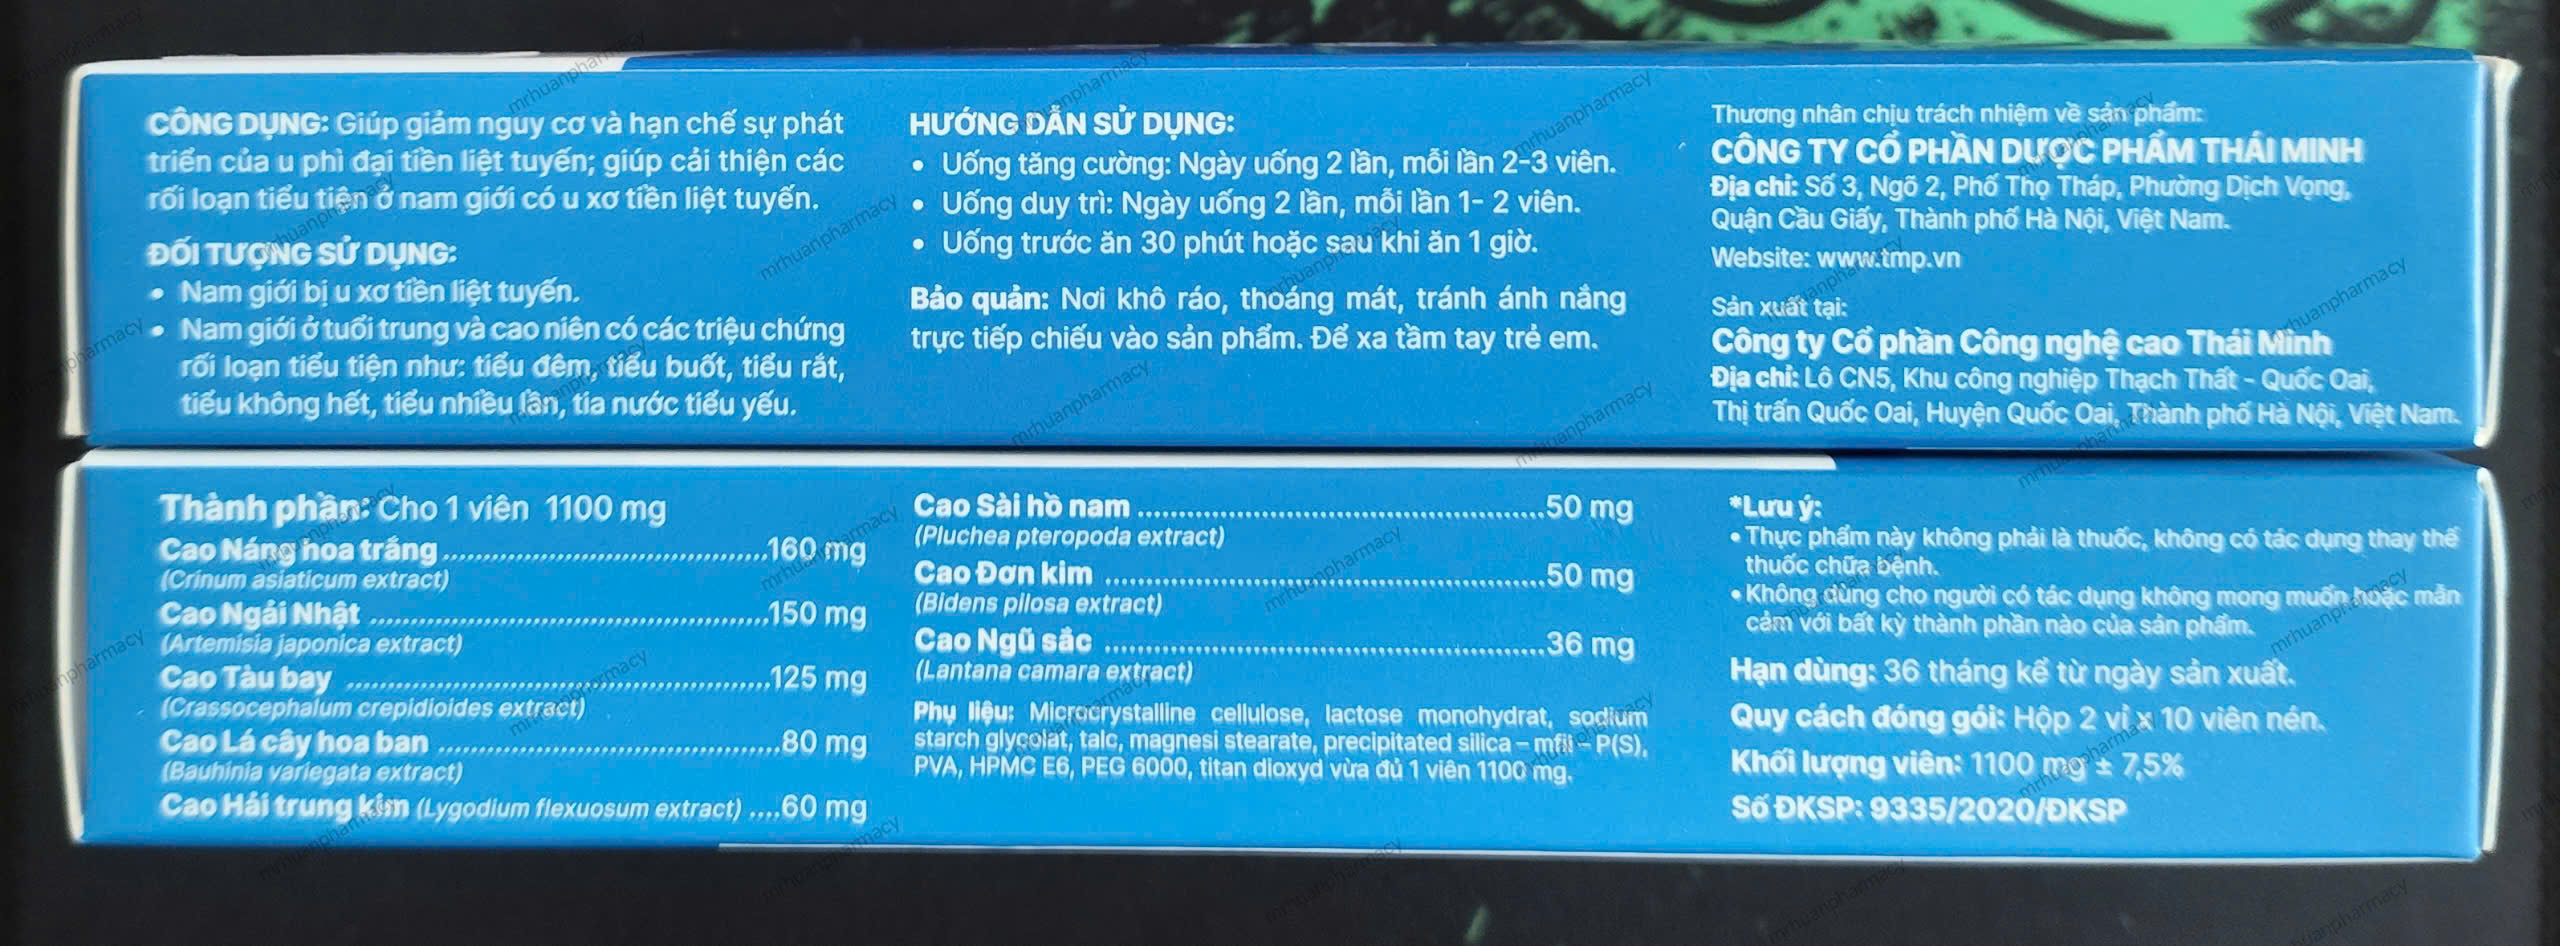 CÔNG DỤNG: Giúp giảm nguy cơ và hạn chế sự phát
triển của u phì đại tiền liệt tuyến; giúp cải thiện các
rối loạn tiểu tiện ở nam giới có u xơ tiền liệt tuyến.
ĐỐI TƯỢNG SỬ DỤNG:
• Nam giới bị u xơ tiền liệt tuyến.
• Nam giới ở tuổi trung và cao niên có các triệu chứng
rối loạn tiểu tiện như: tiểu đêm, tiểu buốt, tiểu rắt,
tiểu không hết, tiểu nhiều lần, tia nước tiểu yếu.
HƯỚNG DẪN SỬ DỤNG:
• Uống tăng cường: Ngày uống 2 lần, mỗi lần 2-3 viên.
• Uống duy trì: Ngày uống 2 lần, mỗi lần 1- 2 viên.
• Uống trước ăn 30 phút hoặc sau khi ăn 1 giờ.
Bảo quản: Nơi khô ráo, thoáng mát, tránh ánh nắng
trực tiếp chiếu vào sản phẩm. Để xa tầm tay trẻ em.
Thương nhân chịu trách nhiệm về sản phẩm:
CÔNG TY CỔ PHẦN DƯỢC PHẨM THÁI MINH
Địa chỉ: Số 3, Ngõ 2, Phố Thọ Tháp, Phường Dịch Vọng,
Quận Cầu Giấy, Thành phố Hà Nội, Việt Nam.
Website: www.tmp.vn
Sản xuất tại:
Công ty Cổ phần Công nghệ cao Thái Minh
Địa chỉ: Lô CN5, Khu công nghiệp Thạch Thất - Quốc Oai,
Thị trấn Quốc Oai, Huyện Quốc Oai, Thành phố Hà Nội, Việt Nam.
Thành phần: Cho 1 viên 1100 mg
Cao Náng hoa trắng ........................................160 mg
(Crinum asiaticum extract)
Cao Ngải Nhật ..................................................150 mg
(Artemisia japonica extract)
Cao Tàu bay .....................................................125 mg
(Crassocephalum crepidioides extract)
Cao Lá cây hoa ban ..........................................80 mg
(Bauhinia variegata extract)
Cao Hải trung kim (Lygodium flexuosum extract) ....60 mg
Cao Sài hồ nam ..................................................50 mg
(Pluchea pteropoda extract)
Cao Đơn kim ......................................................50 mg
(Bidens pilosa extract)
Cao Ngũ sắc ......................................................36 mg
(Lantana camara extract)
Phụ liệu: Microcrystalline cellulose, lactose monohydrat, sodium
starch glycolat, talc, magnesi stearate, precipitated silica – mfil – P(S),
PVA, HPMC E6, PEG 6000, titan dioxyd vừa đủ 1 viên 1100 mg.
*Lưu ý:
• Thực phẩm này không phải là thuốc, không có tác dụng thay thế
thuốc chữa bệnh.
• Không dùng cho người có tác dụng không mong muốn hoặc mẫn
cảm với bất kỳ thành phần nào của sản phẩm.
Hạn dùng: 36 tháng kể từ ngày sản xuất.
Quy cách đóng gói: Hộp 2 vỉ x 10 viên nén.
Khối lượng viên: 1100 mg ± 7,5%
Số ĐKSP: 9335/2020/ĐKSP
mrhuanpharmacy